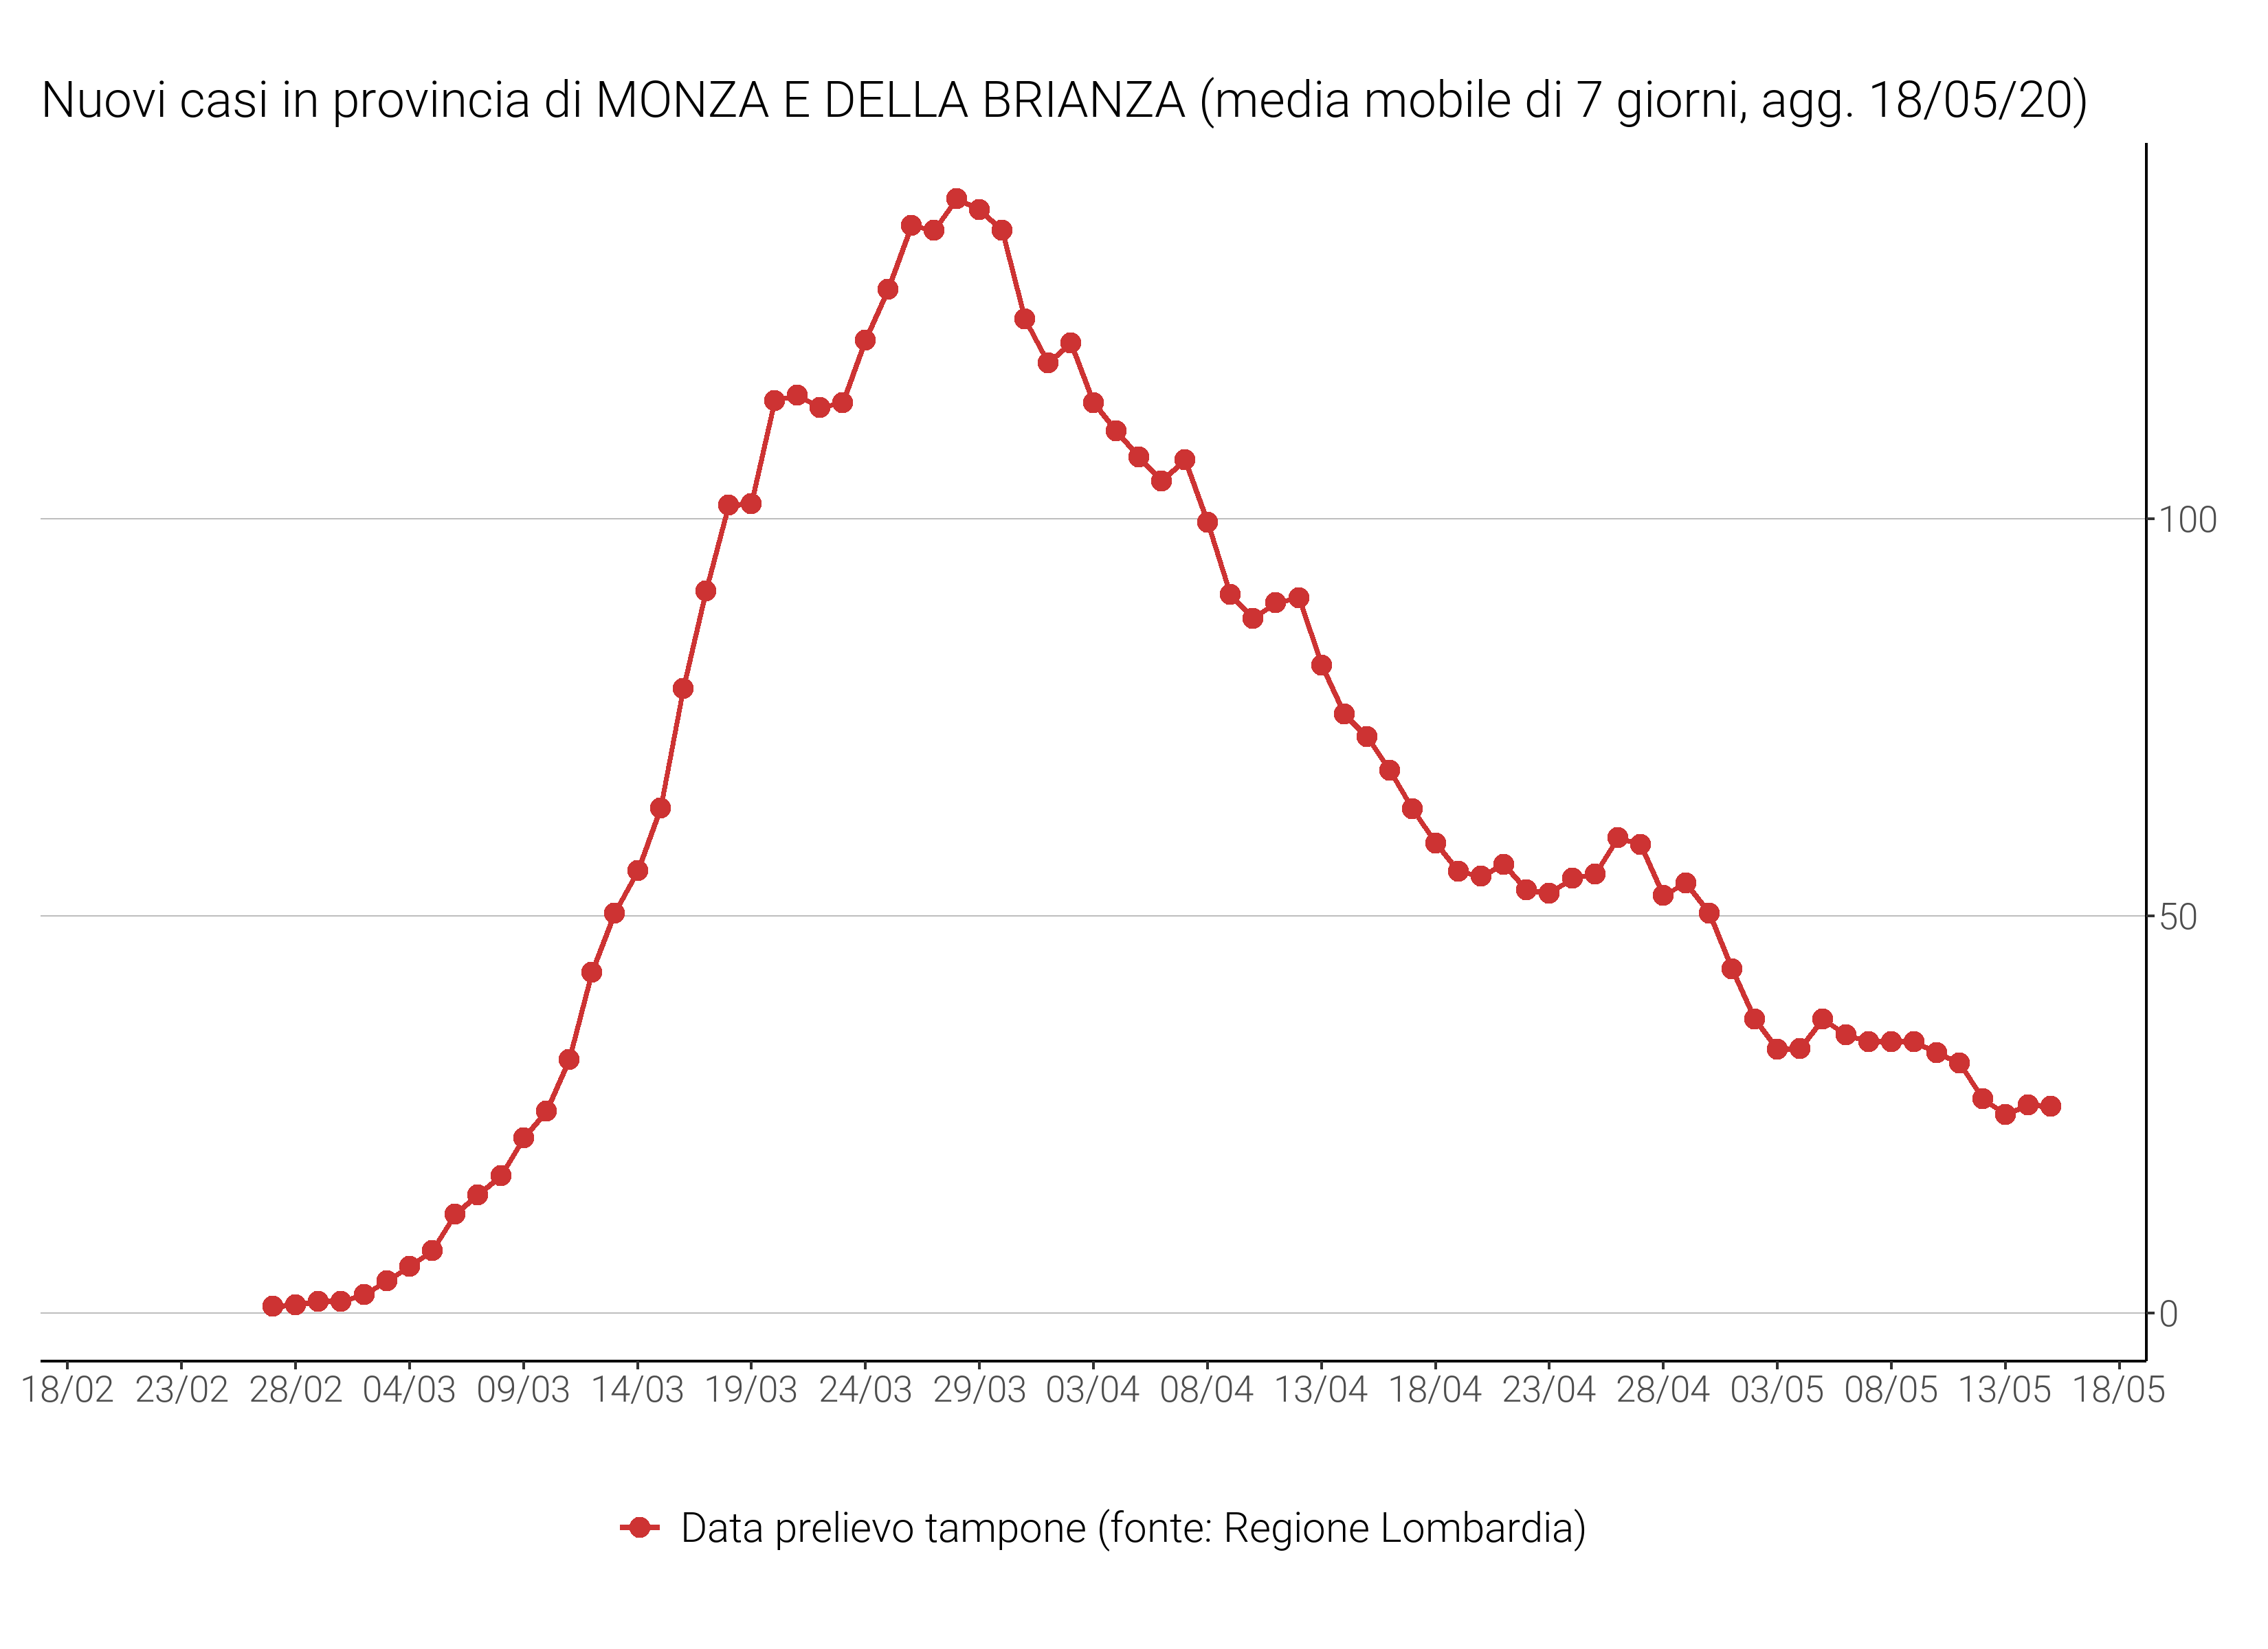 Nuovi casi in provincia di MONZA E DELLA BRIANZA (media mobile di 7 giorni, agg. 18/05/20)
100
50
0
18/02 23/02 28/02 04/03 09/03 14/03 19/03 24/03 29/03 03/04 08/04 13/04 18/04 23/04 28/04 03/05 08/05 13/05 18/05
Data prelievo tampone (fonte: Regione Lombardia)